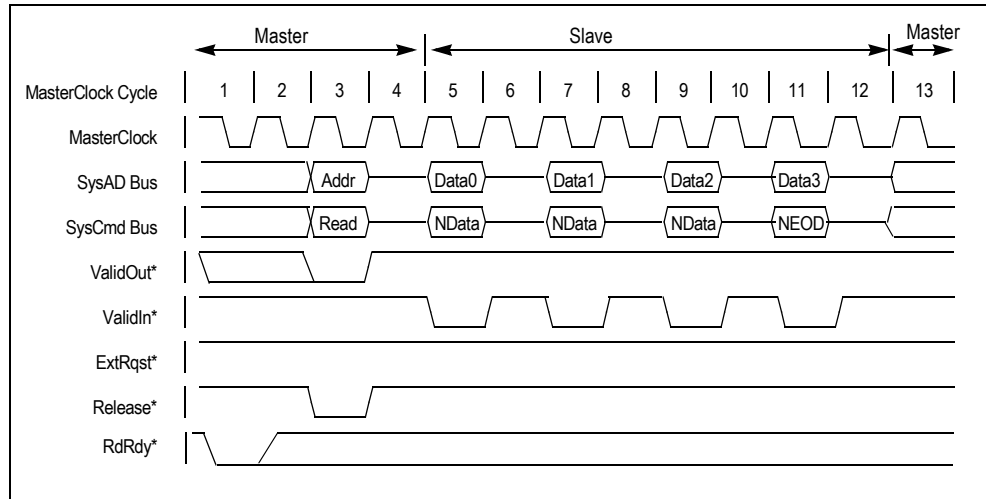 Master Slave Master
MasterClock Cycle 1 2 3 4 5 6 7 8 9 10 11 12 13
MasterClock
SysAD Bus Addr Data0 Data1 Data2 Data3
SysCmd Bus Read NData NData NData NEOD
ValidOut*
ValidIn*
ExtRqst*
Release*
RdRdy*